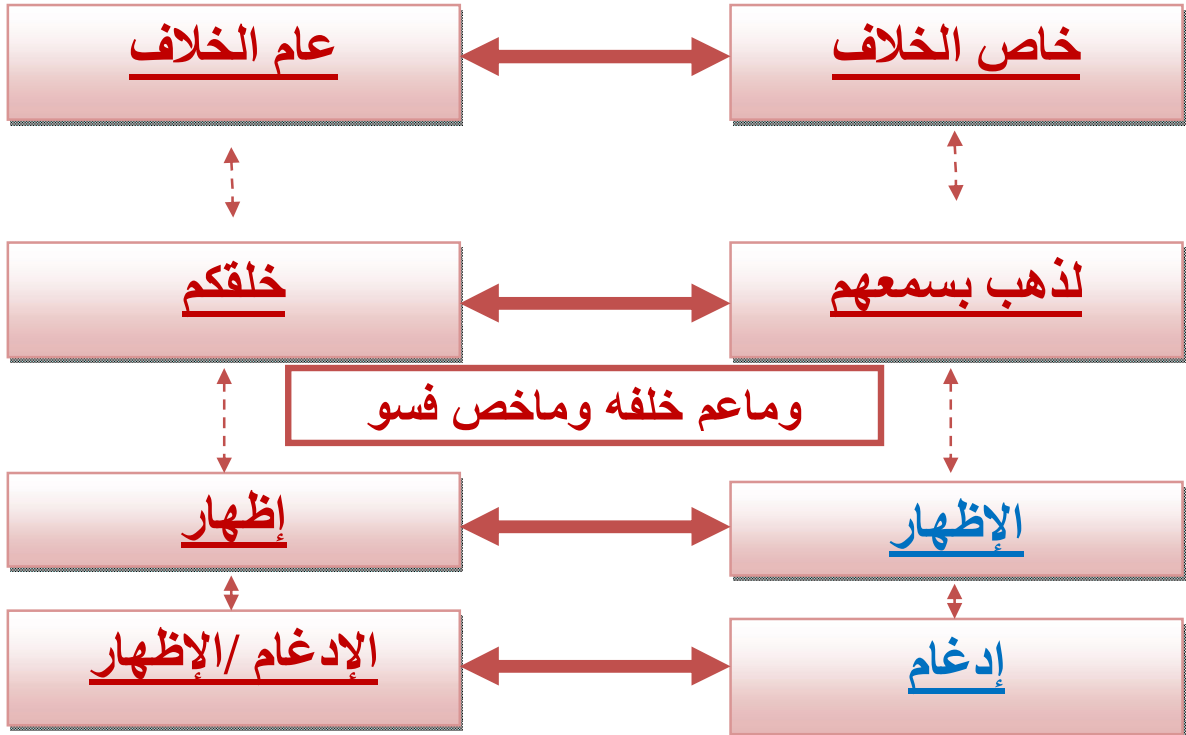 خاص الخلاف
عام الخلاف
لذهب بسمعهم
خلقكم
وماعم خلفه وماخص فسو
الإظهار
إظهار
إدغام
الإدغام /الإظهار